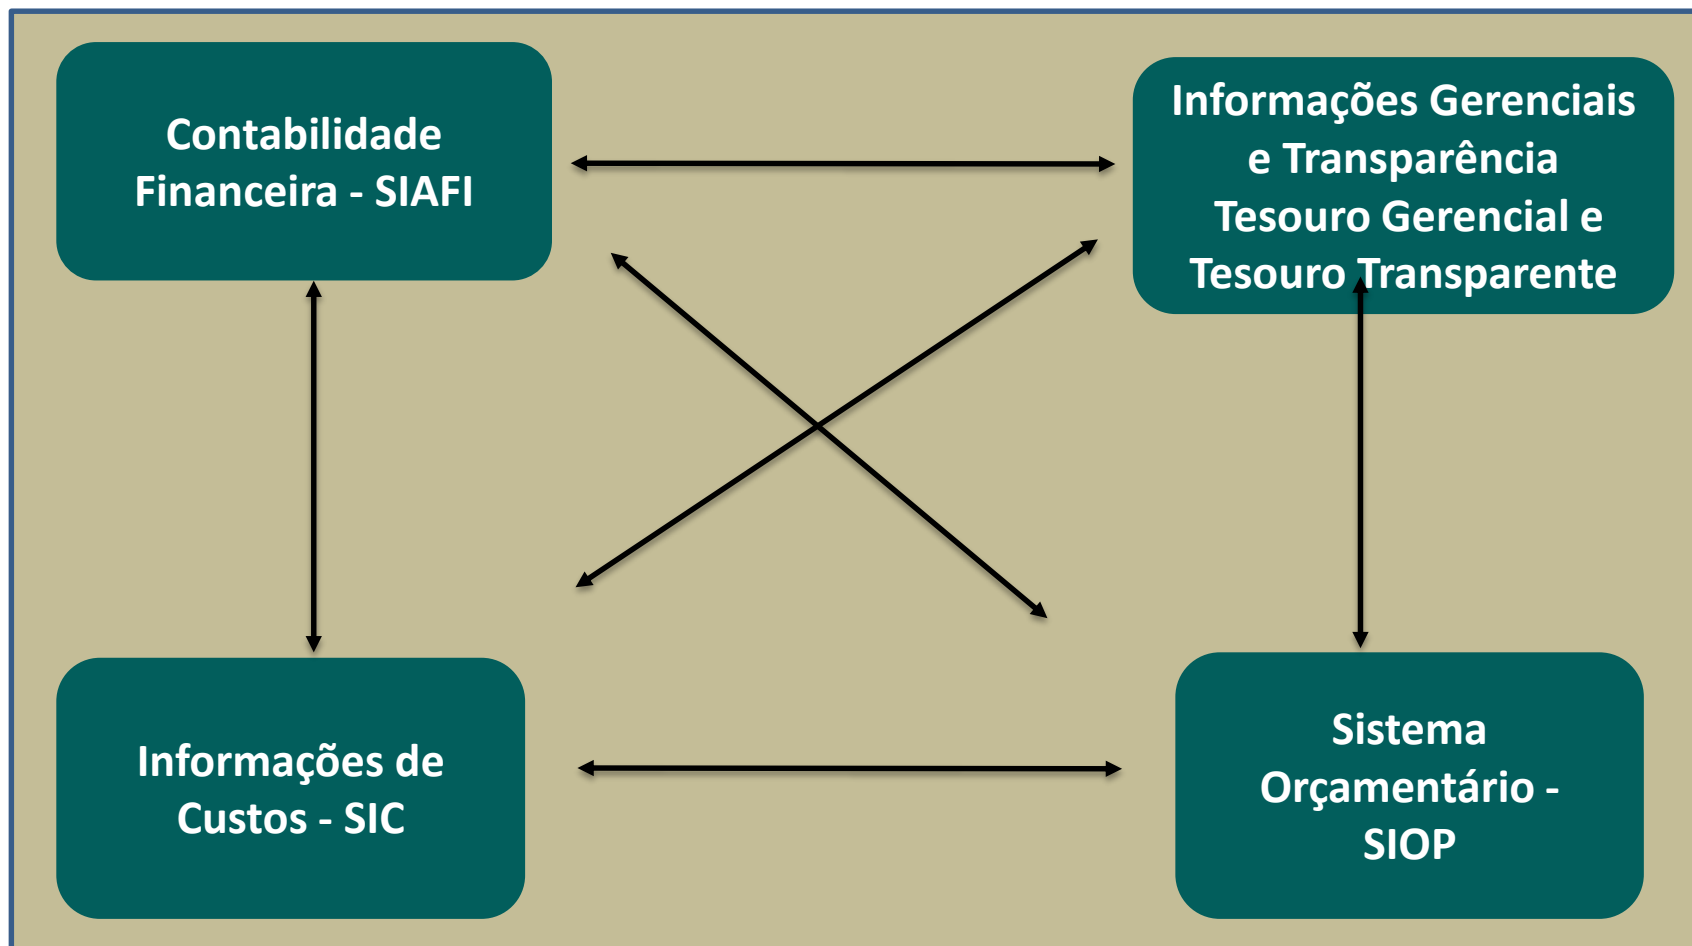 Contabilidade
Financeira - SIAFI
Informações Gerenciais
e Transparência
Tesouro Gerencial e
Tesouro Transparente
Informações de
Custos - SIC
Sistema
Orçamentário -
SIOP